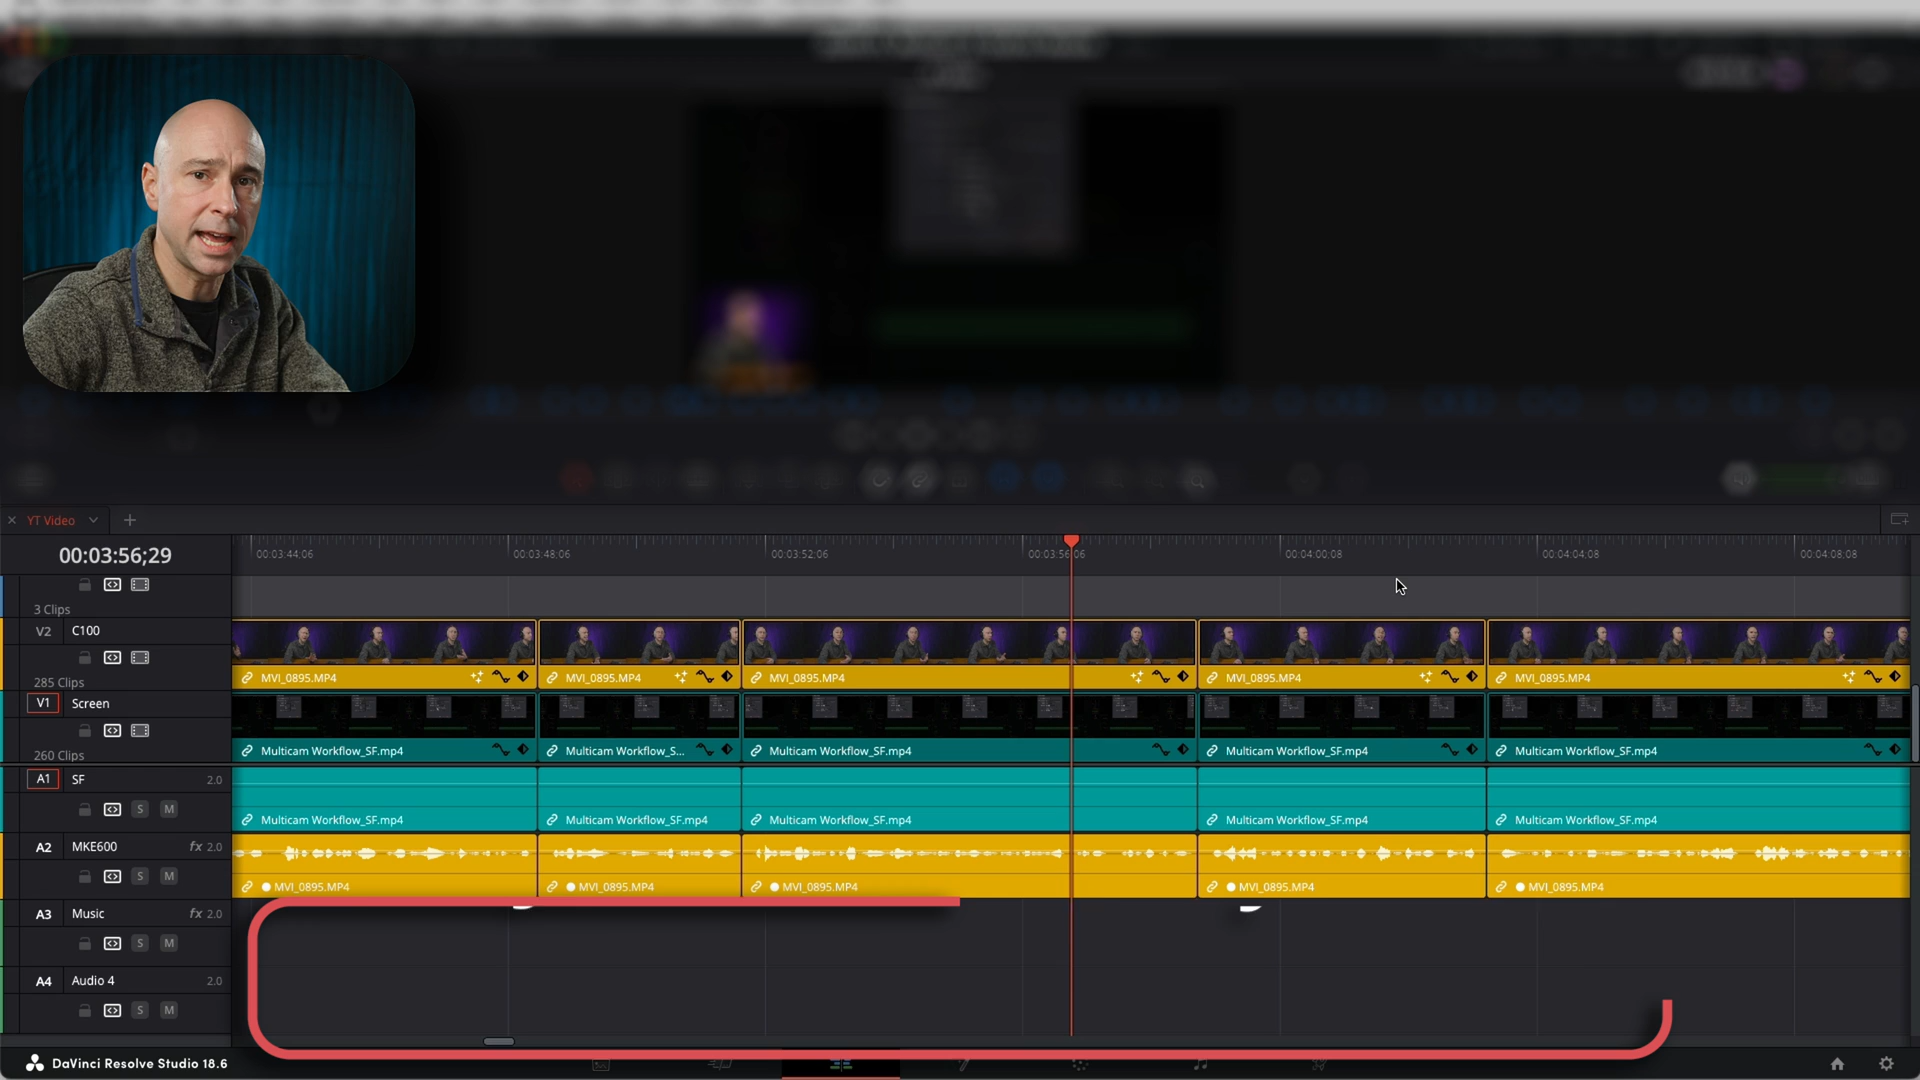 YT Video
00:03:56;29
00:03:44:06
00:03:48:06
00:03:52:06
00:03:56:06
00:04:00:08
00:04:04:08
00:04:08:08
3 Clips
V2 C100
285 Clips
MVI_0895.MP4 MVI_0895.MP4 MVI_0895.MP4 MVI_0895.MP4 MVI_0895.MP4
V1 Screen
260 Clips
Multicam Workflow_SF.mp4 Multicam Workflow_S... Multicam Workflow_SF.mp4 Multicam Workflow_SF.mp4 Multicam Workflow_SF.mp4
A1 SF 2.0
S M
Multicam Workflow_SF.mp4 Multicam Workflow_SF.mp4 Multicam Workflow_SF.mp4 Multicam Workflow_SF.mp4 Multicam Workflow_SF.mp4
A2 MKE600 fx 2.0
S M
MVI_0895.MP4 MVI_0895.MP4 MVI_0895.MP4 MVI_0895.MP4 MVI_0895.MP4
A3 Music fx 2.0
S M
A4 Audio 4 2.0
S M
DaVinci Resolve Studio 18.6